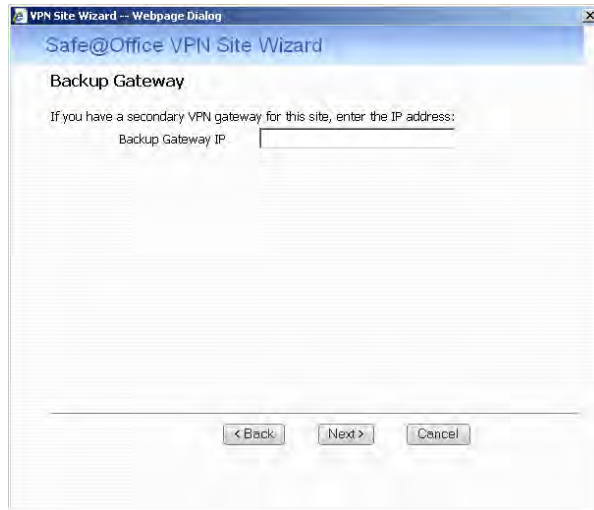 VPN Site Wizard -- Webpage Dialog
Safe@Office VPN Site Wizard
Backup Gateway
If you have a secondary VPN gateway for this site, enter the IP address:
Backup Gateway IP
< Back Next > Cancel